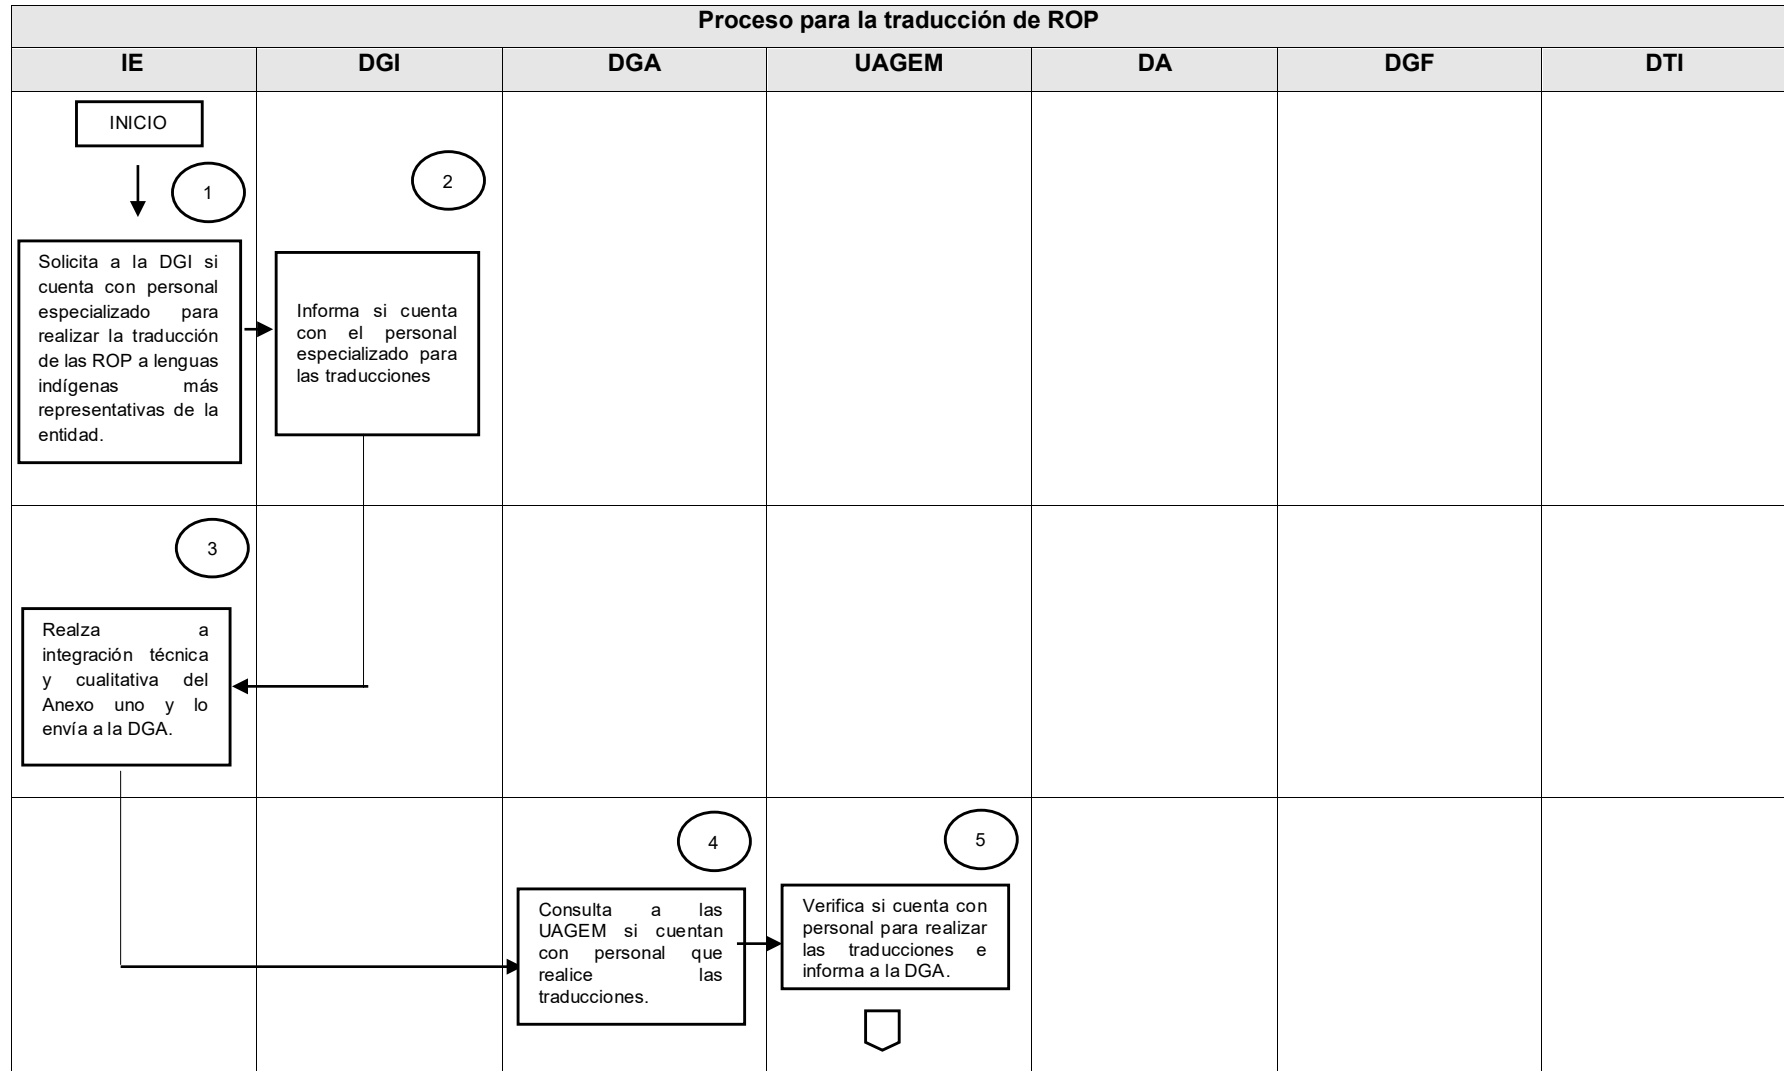 Proceso para la traducción de ROP
IE
DGI
DGA
UAGEM
DA
DGF
DTI
INICIO
1
2
Solicita a la DGI si
cuenta con personal
especializado para
realizar la traducción
de las ROP a lenguas
indígenas más
representativas de la
entidad.
Informa si cuenta
con el personal
especializado para
las traducciones
3
Realza a
integración técnica
y cualitativa del
Anexo uno y lo
envía a la DGA.
4
5
Consulta a las
UAGEM si cuentan
con personal que
realice las
traducciones.
Verifica si cuenta con
personal para realizar
las traducciones e
informa a la DGA.